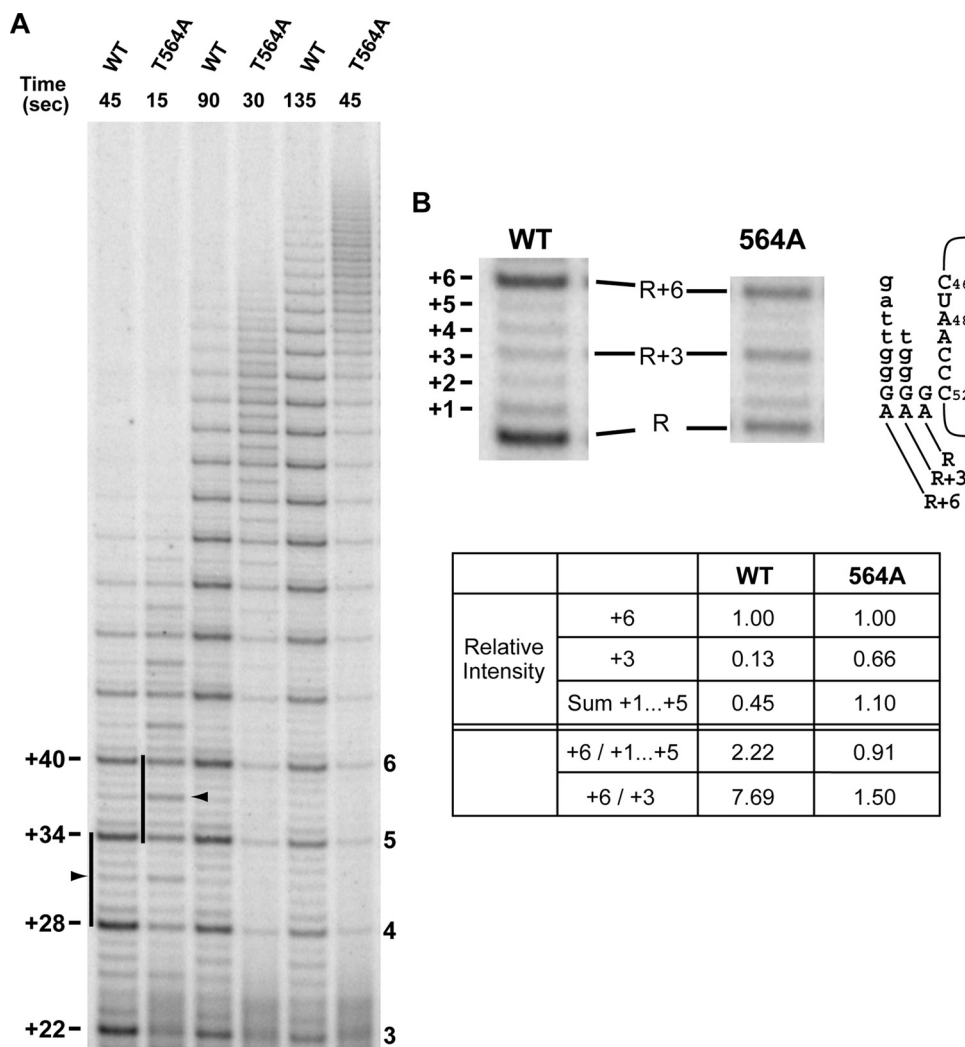 A
WT T564A WT T564A WT T564A
Time (sec) 45 15 90 30 135 45
+40 6
+34 5
+28 4
+22 3
B
WT 564A
+6
+5
+4
+3
+2
+1
R+6
R+3
R
g
a
t t
t g
g g
g g
G G G
A A A
C46
U
A48
A
C
C
C52
R
R+3
R+6
WT 564A
Relative Intensity
+6 1.00 1.00
+3 0.13 0.66
Sum +1...+5 0.45 1.10
+6 / +1...+5 2.22 0.91
+6 / +3 7.69 1.50